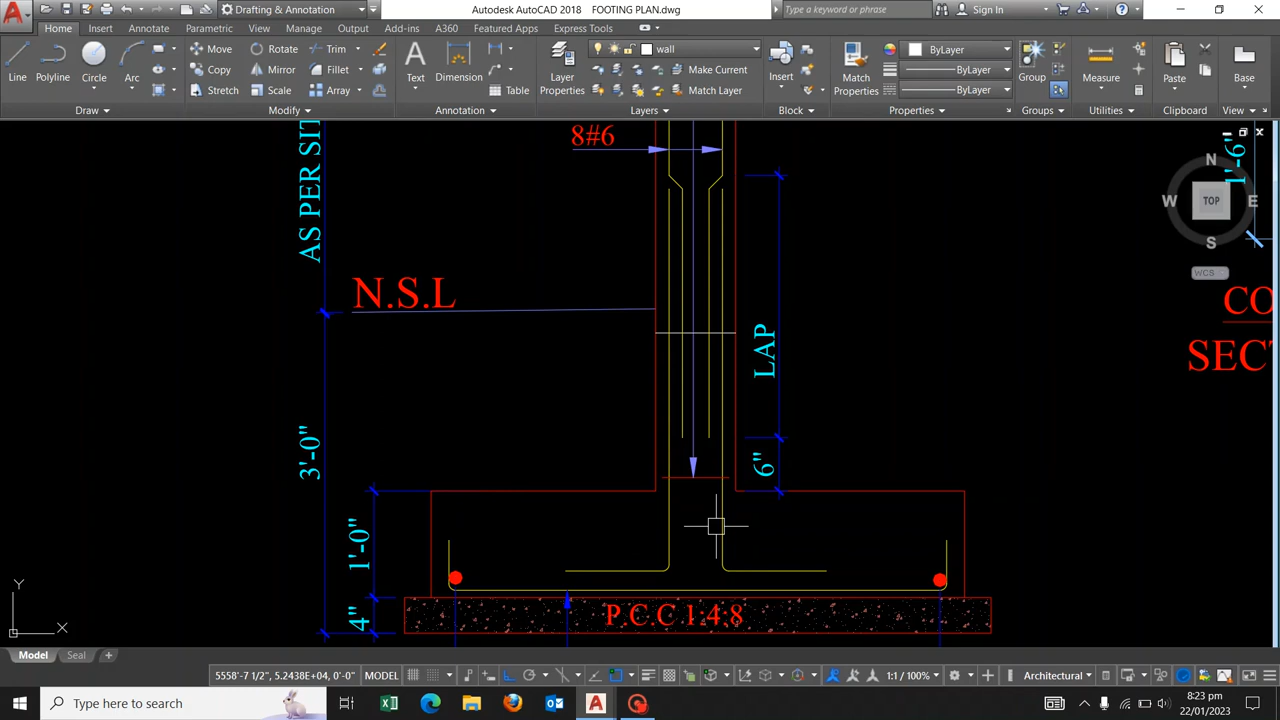 Drafting & Annotation
Autodesk AutoCAD 2018 FOOTING PLAN.dwg
Type a keyword or phrase
Sign In
Home Insert Annotate Parametric View Manage Output Add-ins A360 Featured Apps Express Tools
Line
Polyline
Circle
Arc
Move
Copy
Stretch
Rotate
Mirror
Scale
Trim
Fillet
Array
Text
Dimension
Table
Layer
Properties
wall
Make Current
Match Layer
Insert
Match
Properties
ByLayer
ByLayer
ByLayer
Group
Measure
Paste
Base
Draw Modify Annotation Layers Block Properties Groups Utilities Clipboard View
8#6
AS PER SIT
N.S.L
LAP
6"
3'-0"
1'-0"
4"
P.C.C 1:4:8
1'-6"
CO
SECT
N
W TOP E
S
WCS
Y
X
Model Seal
5558'-7 1/2", 5.2438E+04, 0'-0" MODEL
1:1 / 100%
Architectural
Type here to search
8:23 pm
22/01/2023